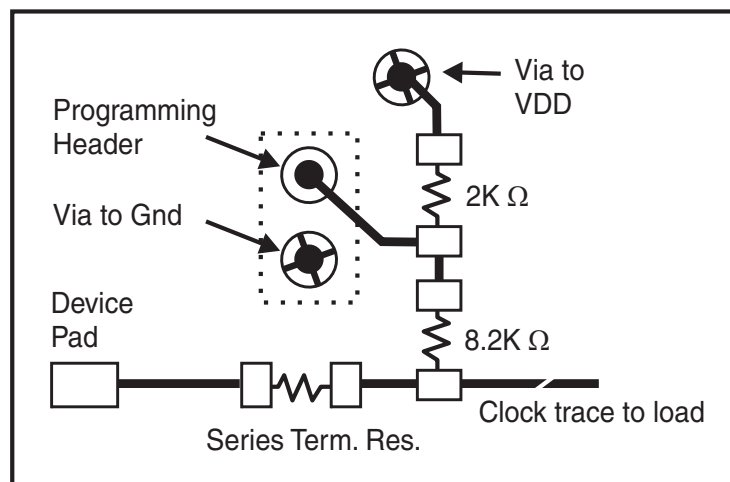 Via to
VDD
Programming
Header
2K Ω
Via to Gnd
Device
Pad
8.2K Ω
Clock trace to load
Series Term. Res.